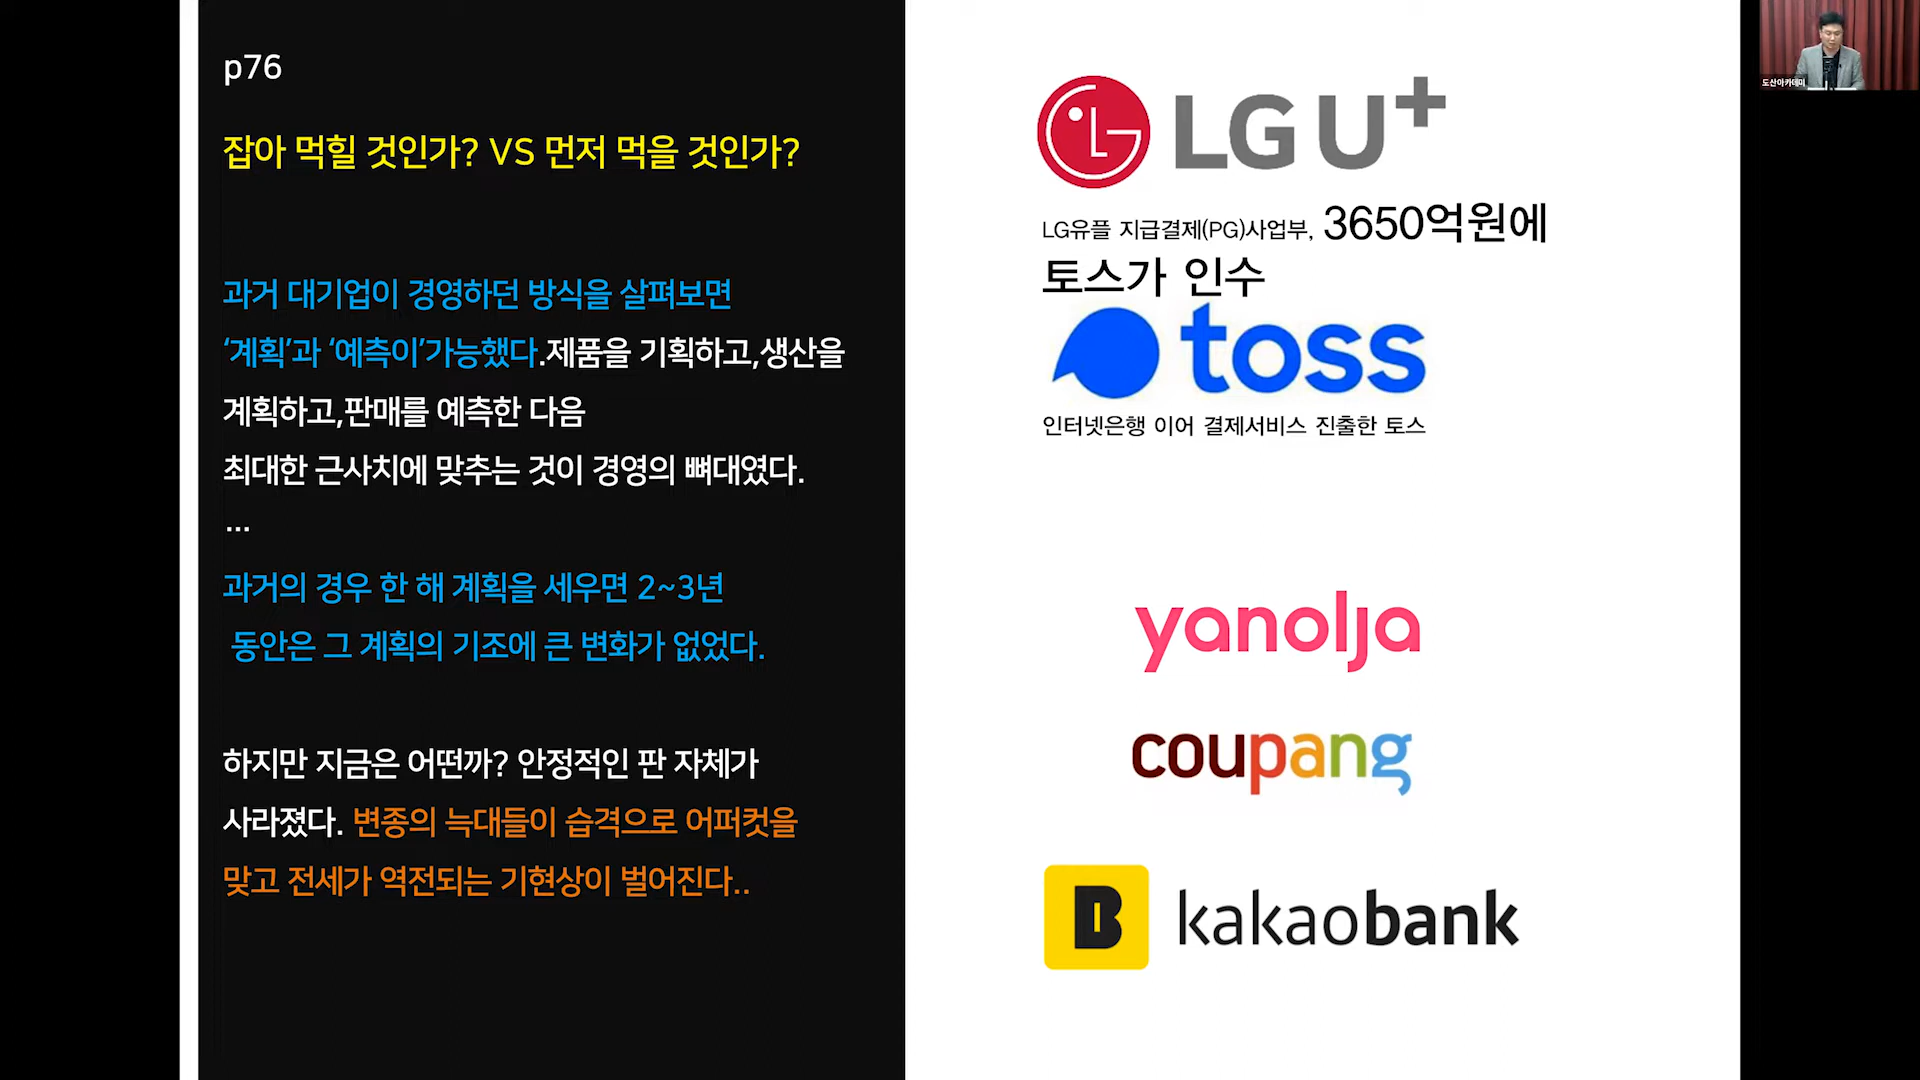 p76
잡아 먹힐 것인가? VS 먼저 먹을 것인가?
과거 대기업이 경영하던 방식을 살펴보면
‘계획’과 ‘예측이’가능했다.제품을 기획하고,생산을
계획하고,판매를 예측한 다음
최대한 근사치에 맞추는 것이 경영의 뼈대였다.
...
과거의 경우 한 해 계획을 세우면 2~3년
동안은 그 계획의 기조에 큰 변화가 없었다.
하지만 지금은 어떤까? 안정적인 판 자체가
사라졌다. 변종의 늑대들이 습격으로 어퍼컷을
맞고 전세가 역전되는 기현상이 벌어진다..
LG U+
LG유플 지급결제(PG)사업부, 3650억원에
토스가 인수
toss
인터넷은행 이어 결제서비스 진출한 토스
yanolja
coupang
B kakaobank
도산아카데미